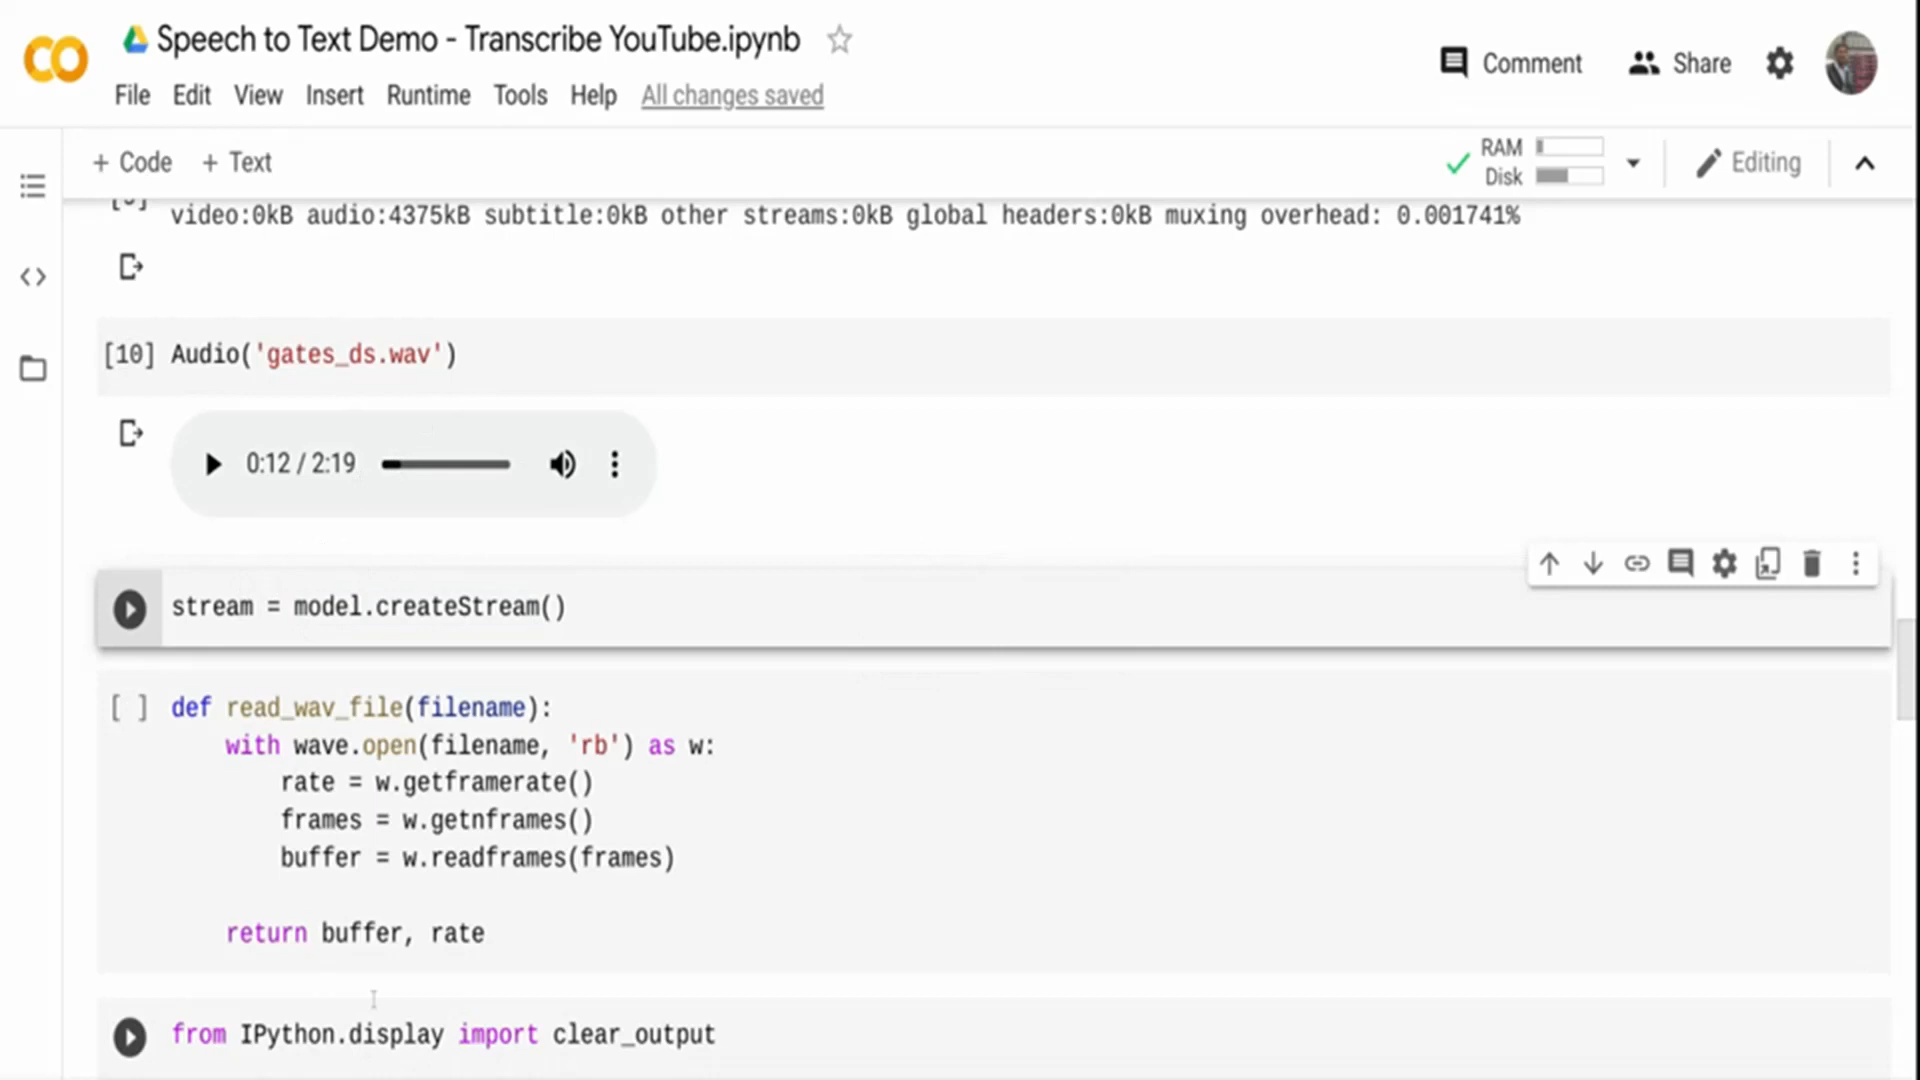 Speech to Text Demo - Transcribe YouTube.ipynb
File Edit View Insert Runtime Tools Help All changes saved
Comment Share
+ Code + Text
RAM
Disk
Editing
video:0kB audio:4375kB subtitle:0kB other streams:0kB global headers:0kB muxing overhead: 0.001741%
[10] Audio('gates_ds.wav')
0:12 / 2:19
stream = model.createStream()
[ ] def read_wav_file(filename):
with wave.open(filename, 'rb') as w:
rate = w.getframerate()
frames = w.getnframes()
buffer = w.readframes(frames)
return buffer, rate
from IPython.display import clear_output